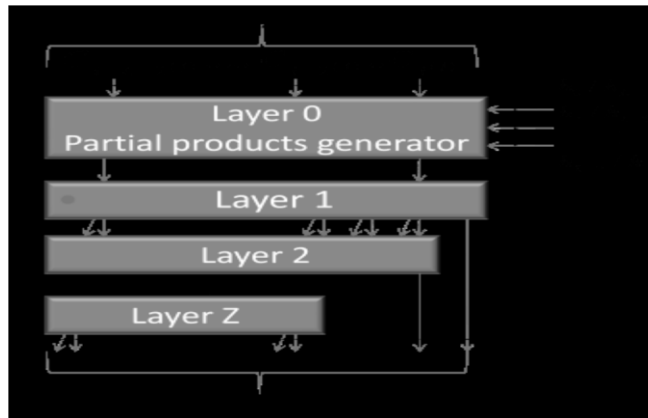 Layer 0
Partial products generator
Layer 1
Layer 2
Layer Z